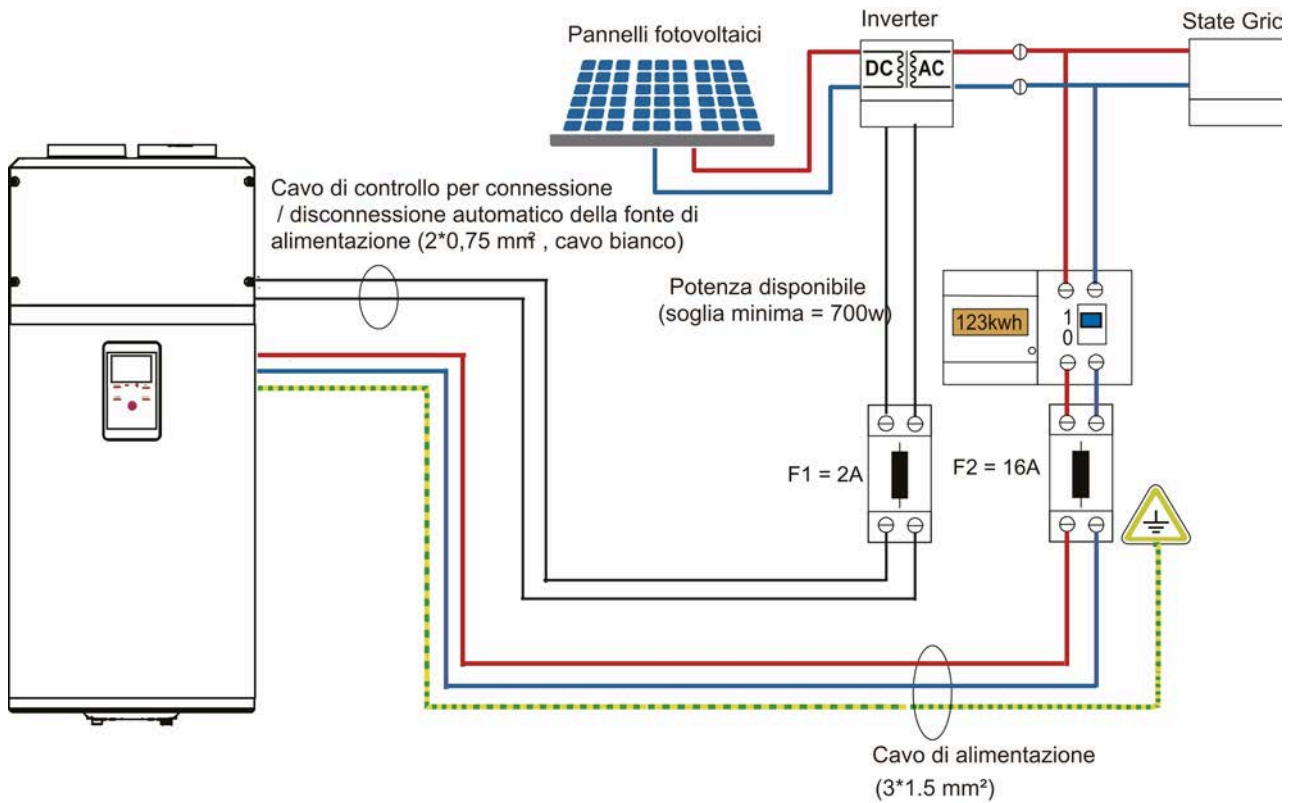 Inverter
State Gric
Pannelli fotovoltaici
DC AC
Cavo di controllo per connessione
/ disconnessione automatico della fonte di
alimentazione (2*0,75 mm² , cavo bianco)
Potenza disponibile
(soglia minima = 700w)
123kwh
1
0
F1 = 2A
F2 = 16A
Cavo di alimentazione
(3*1.5 mm²)